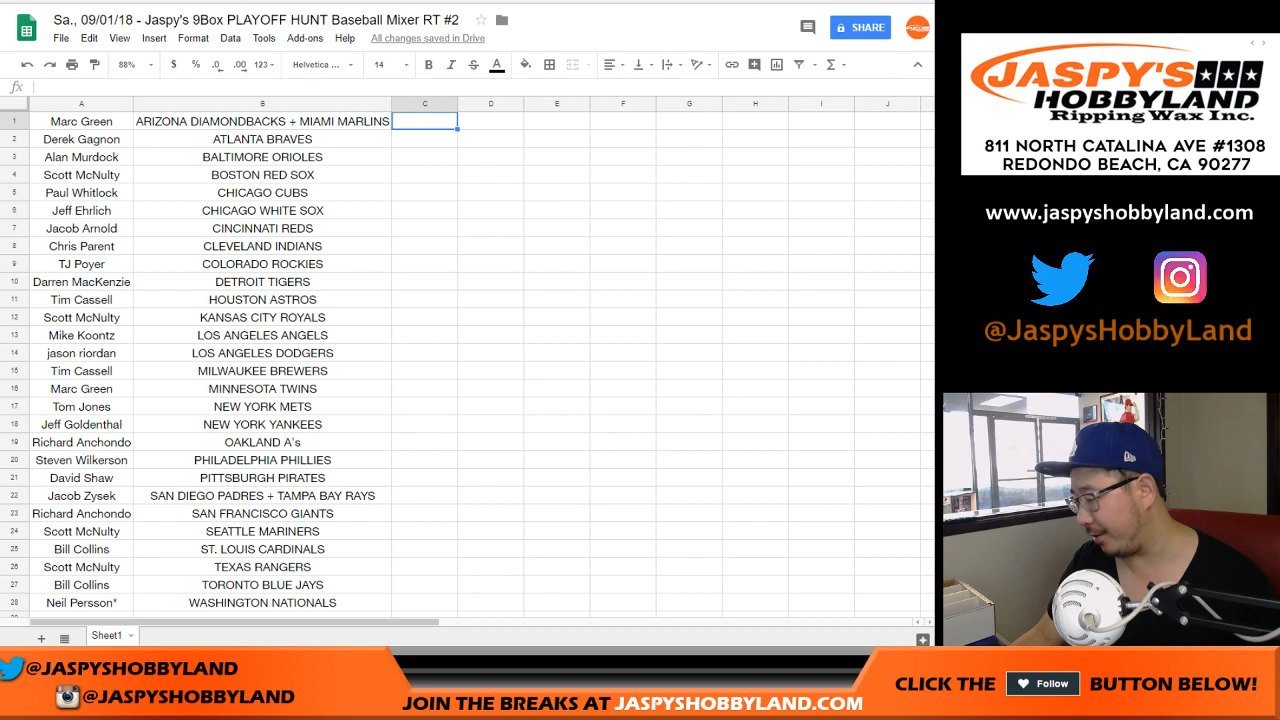 Sa., 09/01/18 - Jaspy's 9Box PLAYOFF HUNT Baseball Mixer RT #2
File Edit View Insert Format Data Tools Add-ons Help All changes saved in Drive
SHARE
88% $ % .0 .00 123 Helvetica ... 14 B I S A
fx
A B C D E F G H I J
1 Marc Green ARIZONA DIAMONDBACKS + MIAMI MARLINS
2 Derek Gagnon ATLANTA BRAVES
3 Alan Murdock BALTIMORE ORIOLES
4 Scott McNulty BOSTON RED SOX
5 Paul Whitlock CHICAGO CUBS
6 Jeff Ehrlich CHICAGO WHITE SOX
7 Jacob Arnold CINCINNATI REDS
8 Chris Parent CLEVELAND INDIANS
9 TJ Poyer COLORADO ROCKIES
10 Darren MacKenzie DETROIT TIGERS
11 Tim Cassell HOUSTON ASTROS
12 Scott McNulty KANSAS CITY ROYALS
13 Mike Koontz LOS ANGELES ANGELS
14 jason riordan LOS ANGELES DODGERS
15 Tim Cassell MILWAUKEE BREWERS
16 Marc Green MINNESOTA TWINS
17 Tom Jones NEW YORK METS
18 Jeff Goldenthal NEW YORK YANKEES
19 Richard Anchondo OAKLAND A's
20 Steven Wilkerson PHILADELPHIA PHILLIES
21 David Shaw PITTSBURGH PIRATES
22 Jacob Zysek SAN DIEGO PADRES + TAMPA BAY RAYS
23 Richard Anchondo SAN FRANCISCO GIANTS
24 Scott McNulty SEATTLE MARINERS
25 Bill Collins ST. LOUIS CARDINALS
26 Scott McNulty TEXAS RANGERS
27 Bill Collins TORONTO BLUE JAYS
28 Neil Persson* WASHINGTON NATIONALS
Sheet1
JASPY'S
HOBBYLAND
Ripping Wax Inc.
811 NORTH CATALINA AVE #1308
REDONDO BEACH, CA 90277
www.jaspyshobbyland.com
@JaspysHobbyLand
LA
@JASPYSHOBBYLAND
@JASPYSHOBBYLAND
JOIN THE BREAKS AT JASPYSHOBBYLAND.COM
CLICK THE Follow BUTTON BELOW!